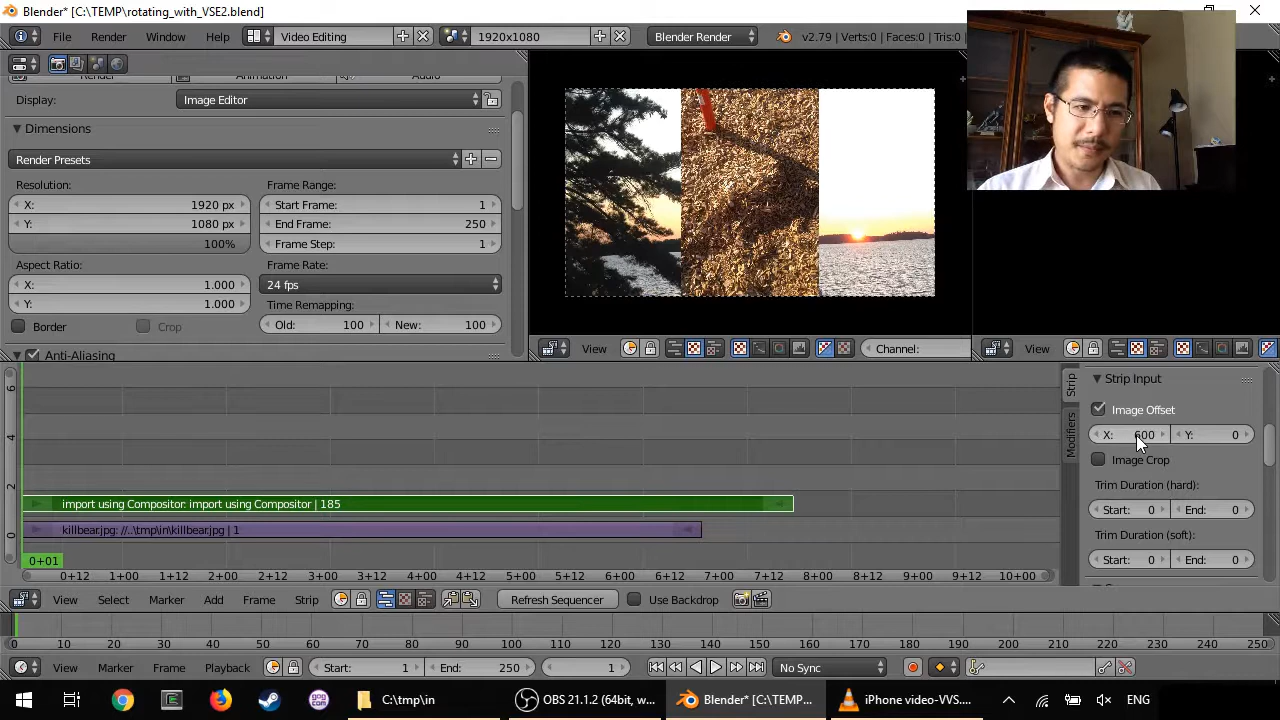 Blender* [C:\TEMP\rotating_with_VSE2.blend]
File Render Window Help Video Editing 1920x1080 Blender Render v2.79 | Verts:0 | Faces:0 | Tris:0
Render Animation Audio
Display: Image Editor
Dimensions
Render Presets
Resolution: Frame Range:
X: 1920 px Start Frame: 1
Y: 1080 px End Frame: 250
100% Frame Step: 1
Aspect Ratio: Frame Rate:
X: 1.000 24 fps
Y: 1.000 Time Remapping:
Border Crop Old: 100 New: 100
View Channel: View
Anti-Aliasing
Strip Input
Image Offset
X: 600 Y: 0
Image Crop
Trim Duration (hard):
Start: 0 End: 0
Trim Duration (soft):
Start: 0 End: 0
Strip
Modifiers
6
4
2
0
import using Compositor: import using Compositor | 185
killbear.jpg: //..\tmp\in\killbear.jpg | 1
0+01
0+12 1+00 1+12 2+12 3+00 3+12 4+00 4+12 5+00 5+12 6+00 6+12 7+00 7+12 8+00 8+12 9+00 9+12 10+00
View Select Marker Add Frame Strip Refresh Sequencer Use Backdrop
0 10 20 30 40 50 60 70 80 90 100 110 120 130 140 150 160 170 180 190 200 210 220 230 240 250
View Marker Frame Playback Start: 1 End: 250 1 No Sync
C:\tmp\in OBS 21.1.2 (64bit, w... Blender* [C:\TEMP... iPhone video-VVS.... ENG